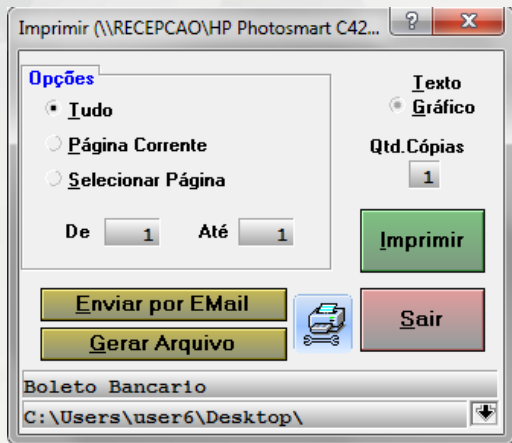 Imprimir (\\RECEPCAO\HP Photosmart C42...
Opções
Tudo
Página Corrente
Selecionar Página
De 1 Até 1
Texto
Gráfico
Qtd.Cópias
1
Imprimir
Enviar por EMail
Gerar Arquivo
Sair
Boleto Bancario
C:\Users\user6\Desktop\